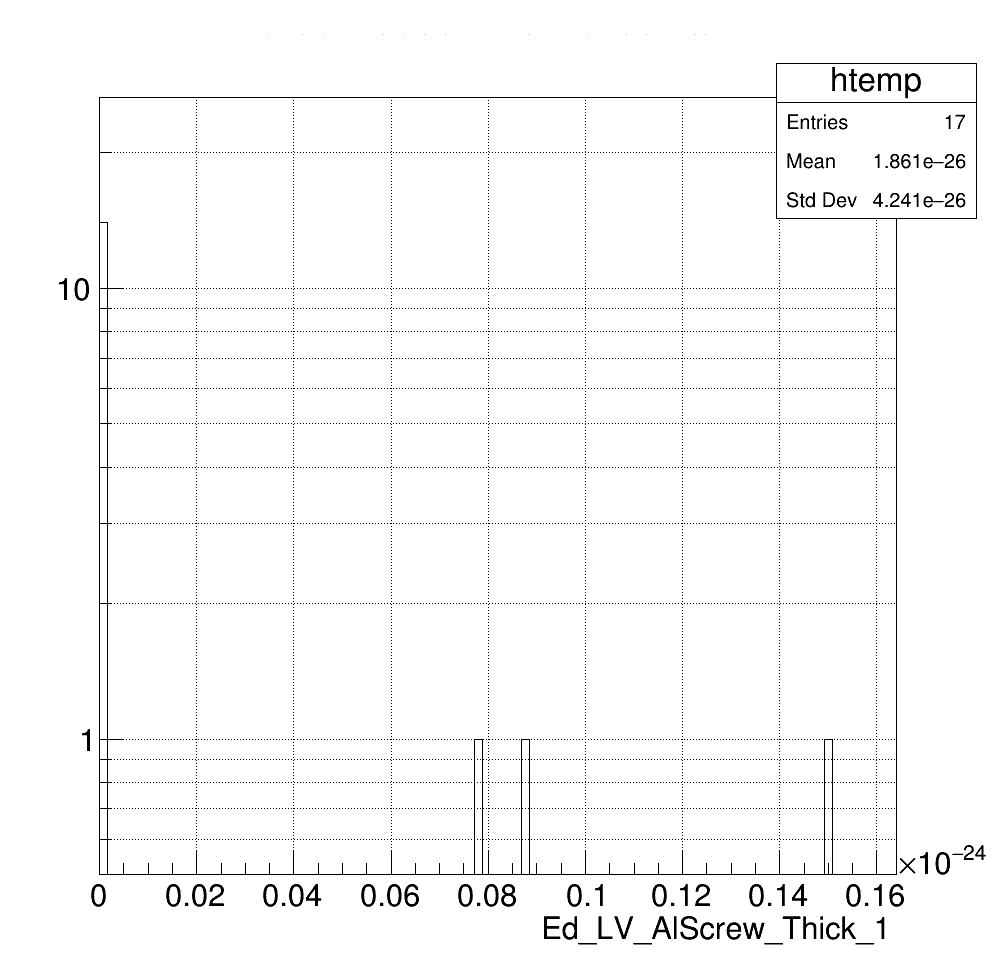 htemp
Entries 17
Mean 1.861e−26
Std Dev 4.241e−26
10
1
×10−24
0 0.02 0.04 0.06 0.08 0.1 0.12 0.14 0.16
Ed_LV_AlScrew_Thick_1